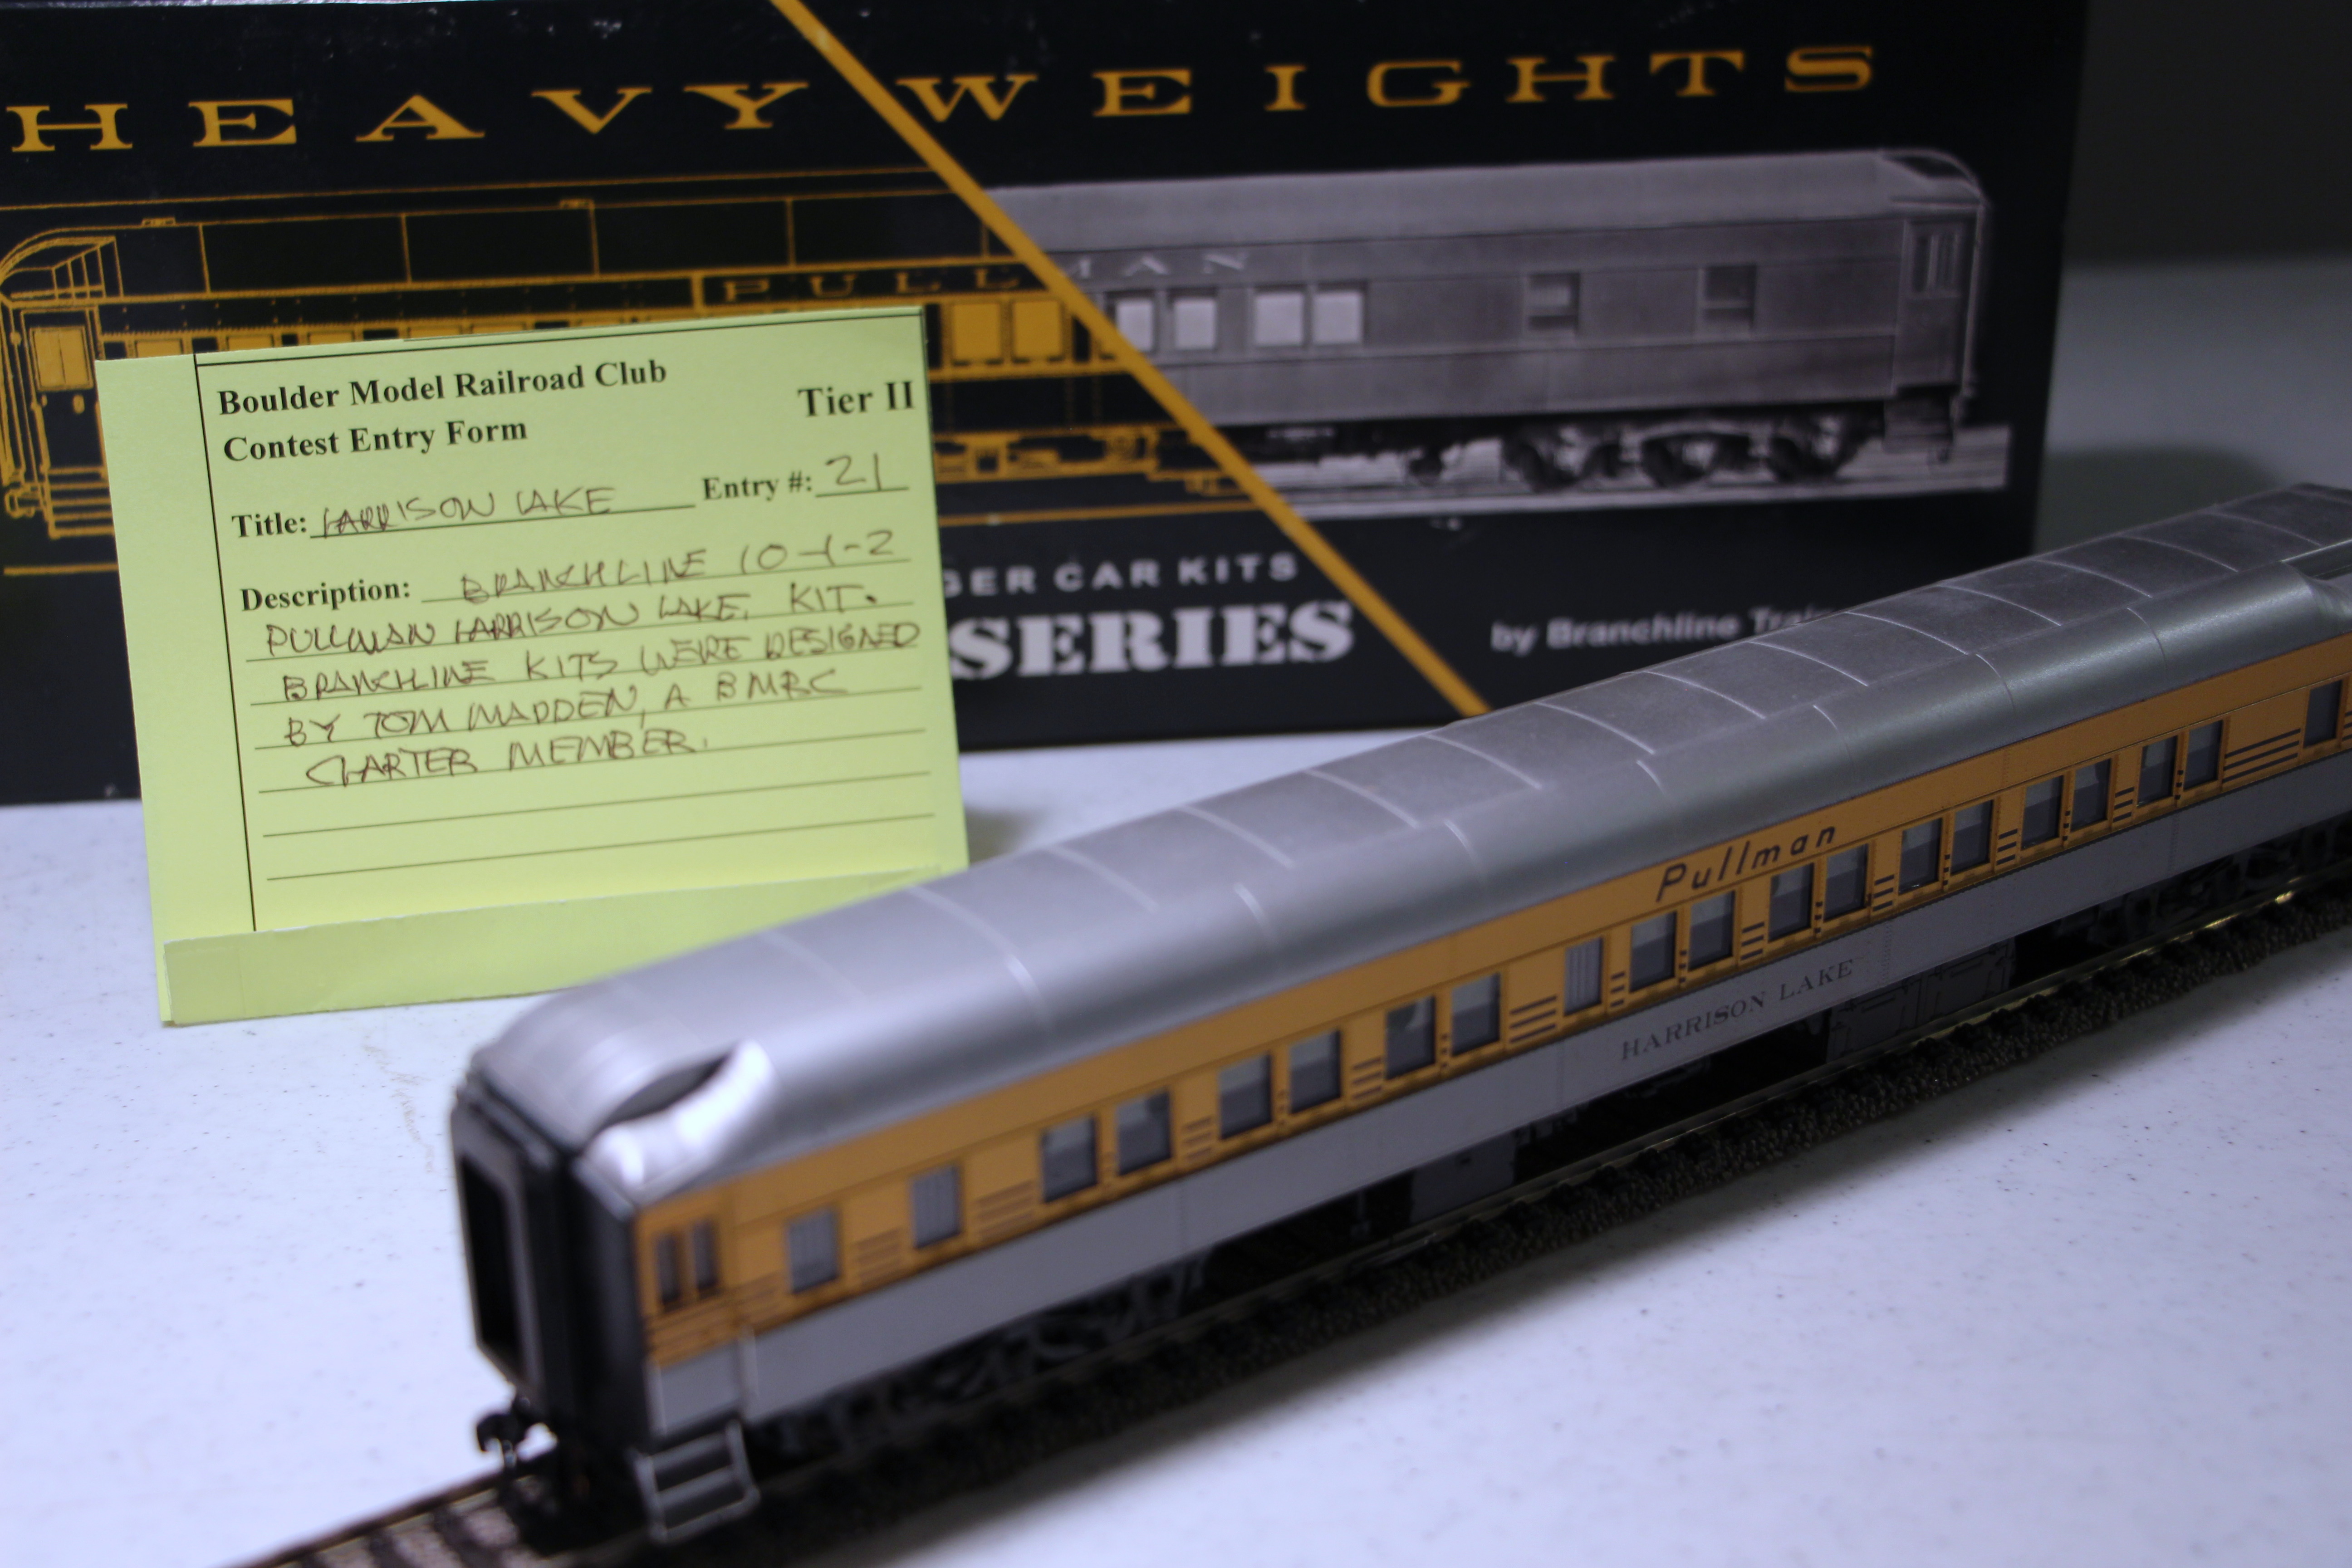 HEAVYWEIGHTS
PULLMAN
GER CAR KITS
SERIES
by Branchline
Boulder Model Railroad Club
Contest Entry Form
Tier II
Title: HARRISON LAKE Entry #: 21
Description: BRANCHLINE 10-1-2
PULLMAN HARRISON LAKE. KIT.
BRANCHLINE KITS WERE DESIGNED
BY TOM MADDEN, A BMRC
CHARTER MEMBER.
Pullman
HARRISON LAKE